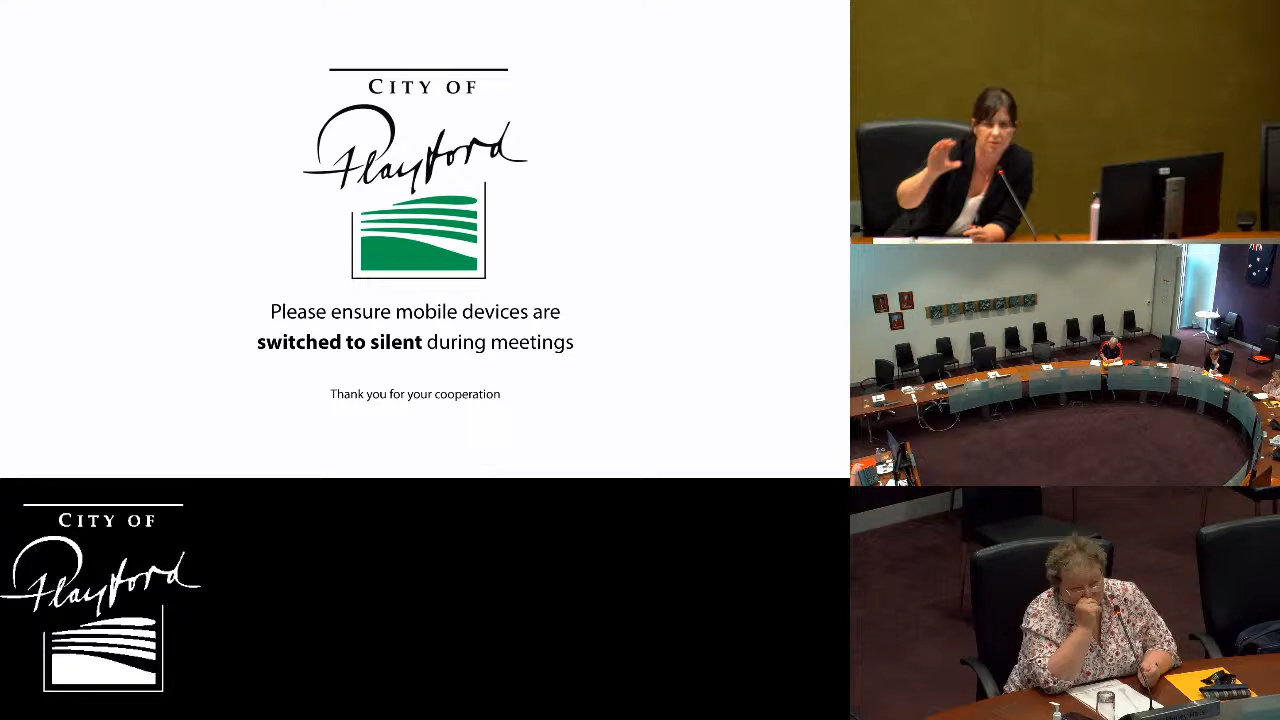 CITY OF
Playford
Please ensure mobile devices are
switched to silent during meetings
Thank you for your cooperation
CITY OF
Playford